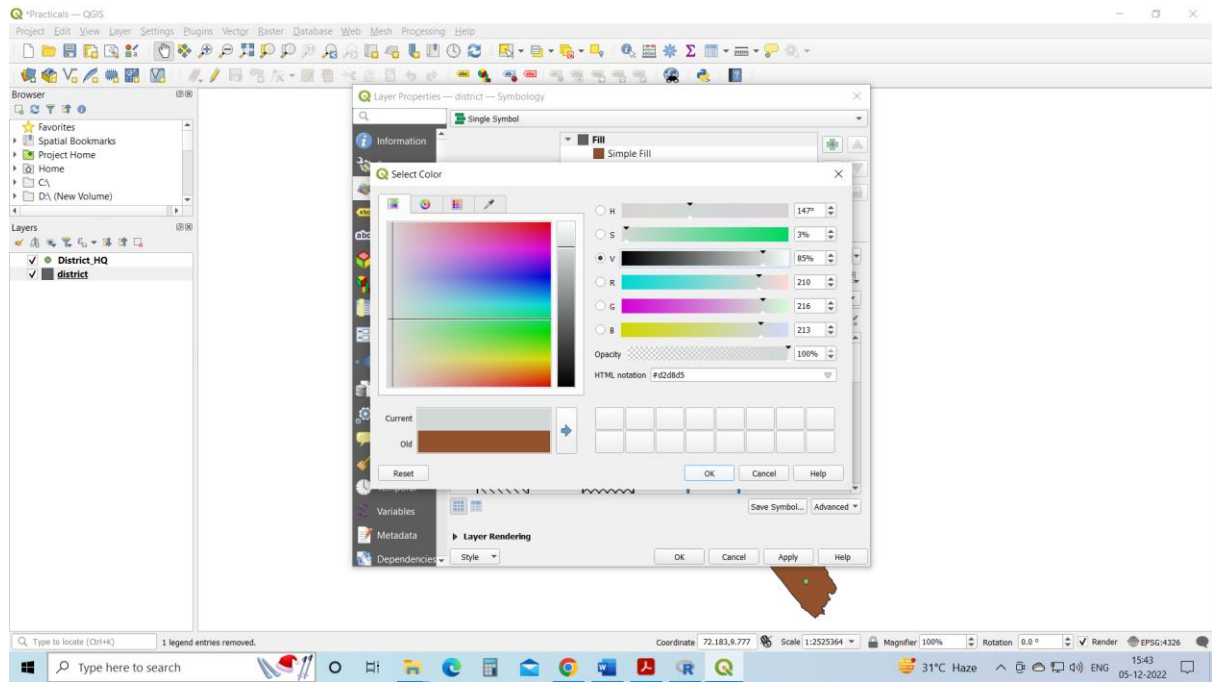 *Practicals — QGIS
Project Edit View Layer Settings Plugins Vector Raster Database Web Mesh Processing Help
Browser
Favorites
Spatial Bookmarks
Project Home
Home
C:\
D:\ (New Volume)
Layers
District_HQ
district
Layer Properties — district — Symbology
Single Symbol
Information
Fill
Simple Fill
Select Color
H 147°
S 3%
V 85%
R 210
G 216
B 213
Opacity 100%
HTML notation #d2d8d5
Current
Old
Reset OK Cancel Help
Variables
Save Symbol... Advanced
Metadata
Layer Rendering
Dependencies Style OK Cancel Apply Help
Type to locate (Ctrl+K) 1 legend entries removed. Coordinate 72.183,9.777 Scale 1:2525364 Magnifier 100% Rotation 0.0 ° Render EPSG:4326
Type here to search 31°C Haze ENG 15:43
05-12-2022